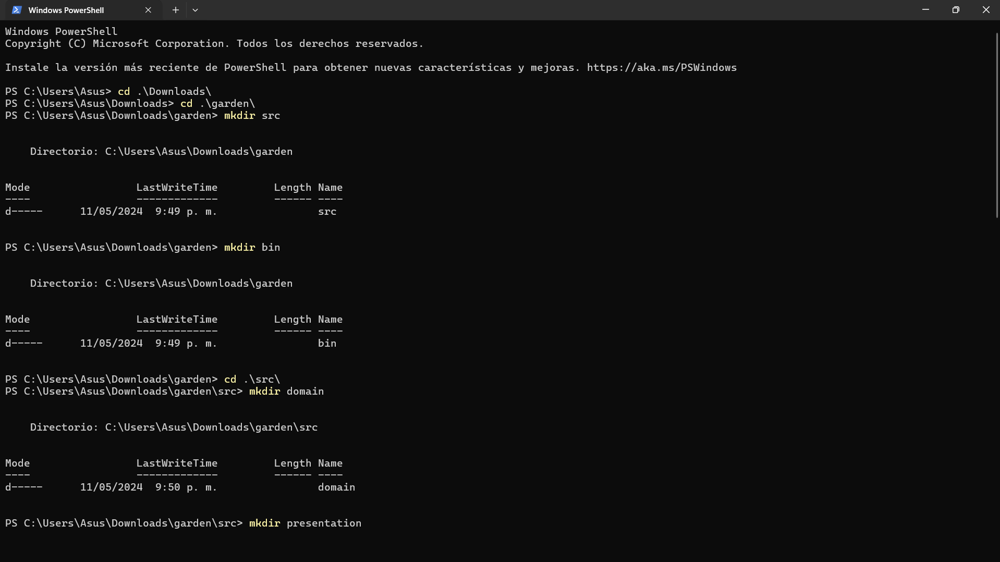 Windows PowerShell
Windows PowerShell
Copyright (C) Microsoft Corporation. Todos los derechos reservados.
Instale la versión más reciente de PowerShell para obtener nuevas características y mejoras. https://aka.ms/PSWindows
PS C:\Users\Asus> cd .\Downloads\
PS C:\Users\Asus\Downloads> cd .\garden\
PS C:\Users\Asus\Downloads\garden> mkdir src
    Directorio: C:\Users\Asus\Downloads\garden
Mode                 LastWriteTime         Length Name
----                 -------------         ------ ----
d-----      11/05/2024  9:49 p. m.                src
PS C:\Users\Asus\Downloads\garden> mkdir bin
    Directorio: C:\Users\Asus\Downloads\garden
Mode                 LastWriteTime         Length Name
----                 -------------         ------ ----
d-----      11/05/2024  9:49 p. m.                bin
PS C:\Users\Asus\Downloads\garden> cd .\src\
PS C:\Users\Asus\Downloads\garden\src> mkdir domain
    Directorio: C:\Users\Asus\Downloads\garden\src
Mode                 LastWriteTime         Length Name
----                 -------------         ------ ----
d-----      11/05/2024  9:50 p. m.                domain
PS C:\Users\Asus\Downloads\garden\src> mkdir presentation